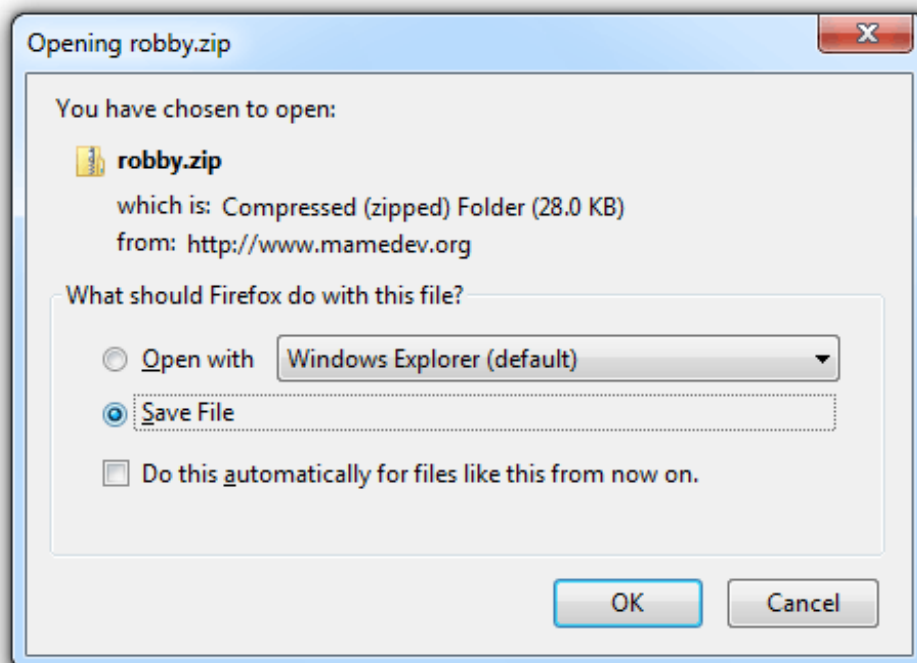 Opening robby.zip
You have chosen to open:
robby.zip
which is: Compressed (zipped) Folder (28.0 KB)
from: http://www.mamedev.org
What should Firefox do with this file?
Open with Windows Explorer (default)
Save File
Do this automatically for files like this from now on.
OK Cancel